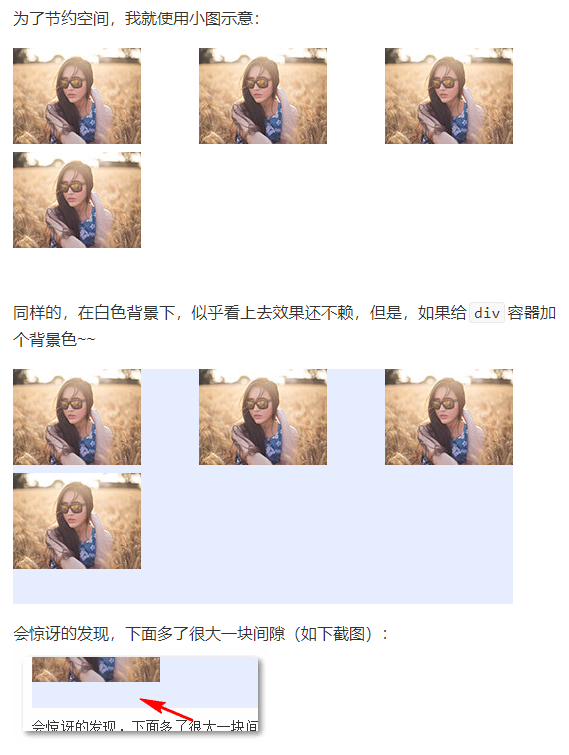 为了节约空间，我就使用小图示意：
同样的，在白色背景下，似乎看上去效果还不赖，但是，如果给 div 容器加
个背景色~~
会惊讶的发现，下面多了很大一块间隙（如下截图）：
会惊讶的发现，下面多了很大一块间